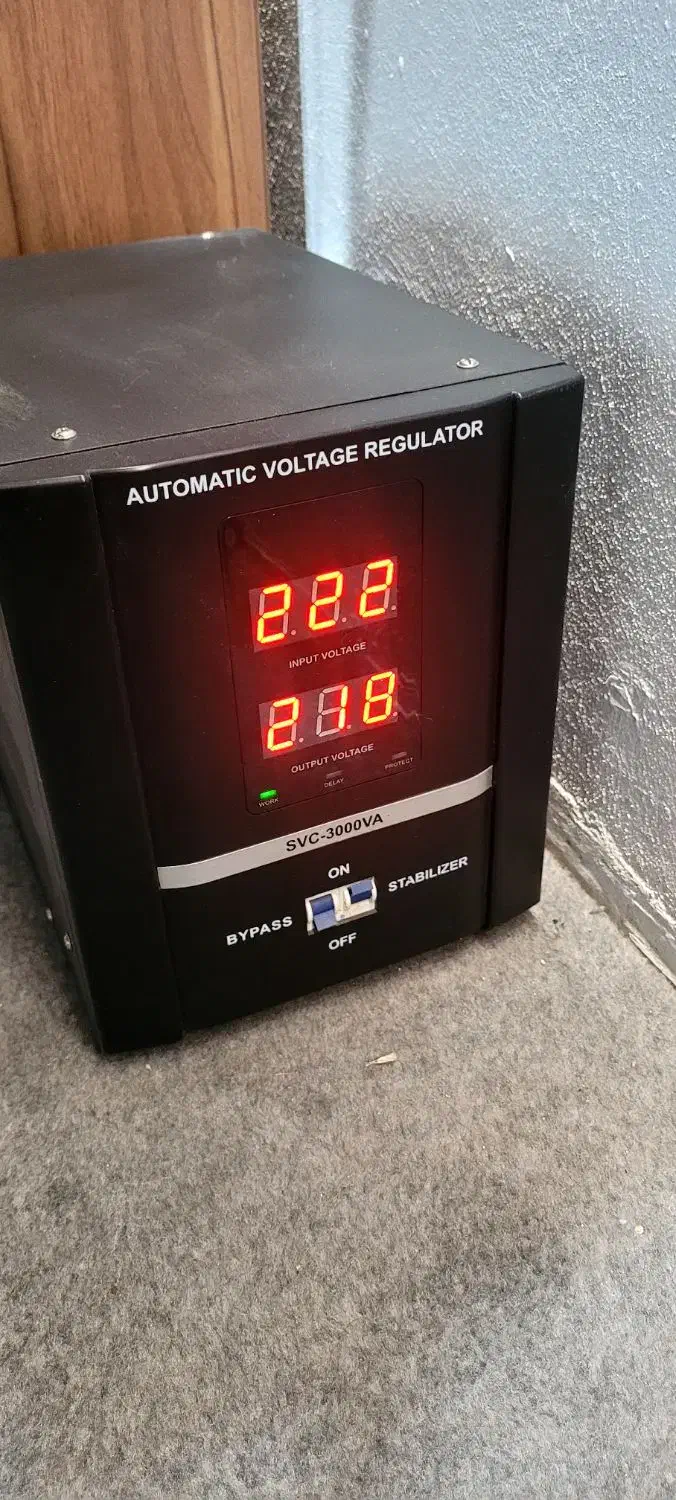 AUTOMATIC VOLTAGE REGULATOR
222
INPUT VOLTAGE
218
OUTPUT VOLTAGE
WORK DELAY PROTECT
SVC-3000VA
ON
BYPASS STABILIZER
OFF